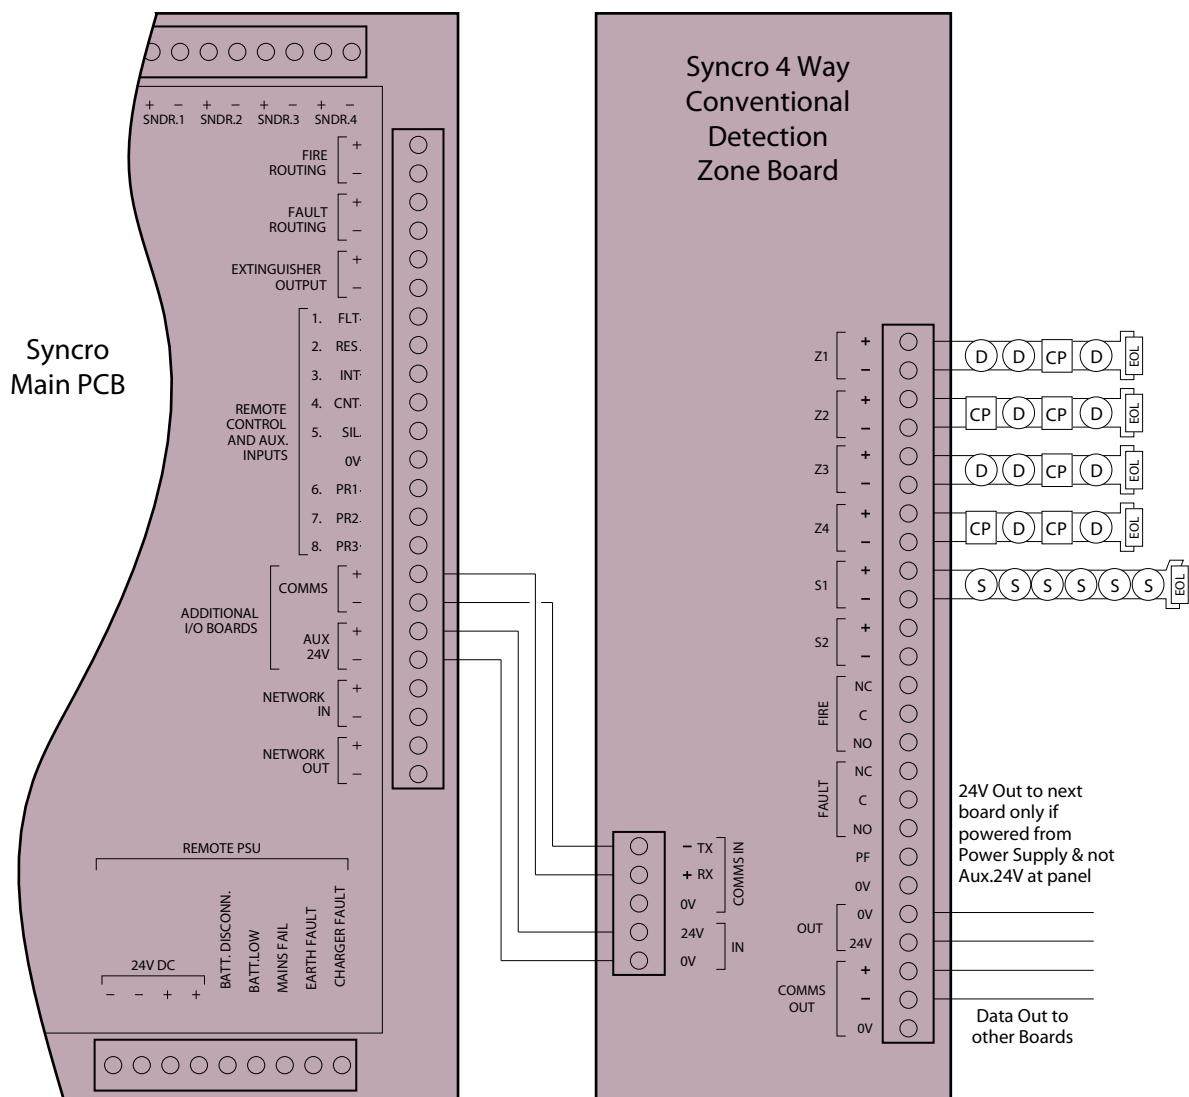 Syncro
Main PCB
+ − + − + − + −
SNDR.1 SNDR.2 SNDR.3 SNDR.4
FIRE
ROUTING
+
−
FAULT
ROUTING
+
−
EXTINGUISHER
OUTPUT
+
−
REMOTE
CONTROL
AND AUX.
INPUTS
1. FLT
2. RES.
3. INT
4. CNT
5. SIL
0V
6. PR1
7. PR2
8. PR3
ADDITIONAL
I/O BOARDS
COMMS
+
−
AUX
24V
+
−
NETWORK
IN
+
−
NETWORK
OUT
+
−
REMOTE PSU
24V DC
− − + +
BATT. DISCONN.
BATT.LOW
MAINS FAIL
EARTH FAULT
CHARGER FAULT
Syncro 4 Way
Conventional
Detection
Zone Board
− TX
+ RX
0V
COMMS IN
24V
0V
IN
Z1
+
−
D D CP D EOL
Z2
+
−
CP D CP D EOL
Z3
+
−
D D CP D EOL
Z4
+
−
CP D CP D EOL
S1
+
−
S S S S S S EOL
S2
+
−
FIRE
NC
C
NO
FAULT
NC
C
NO
PF
0V
OUT
0V
24V
COMMS
OUT
+
−
0V
24V Out to next
board only if
powered from
Power Supply & not
Aux.24V at panel
Data Out to
other Boards